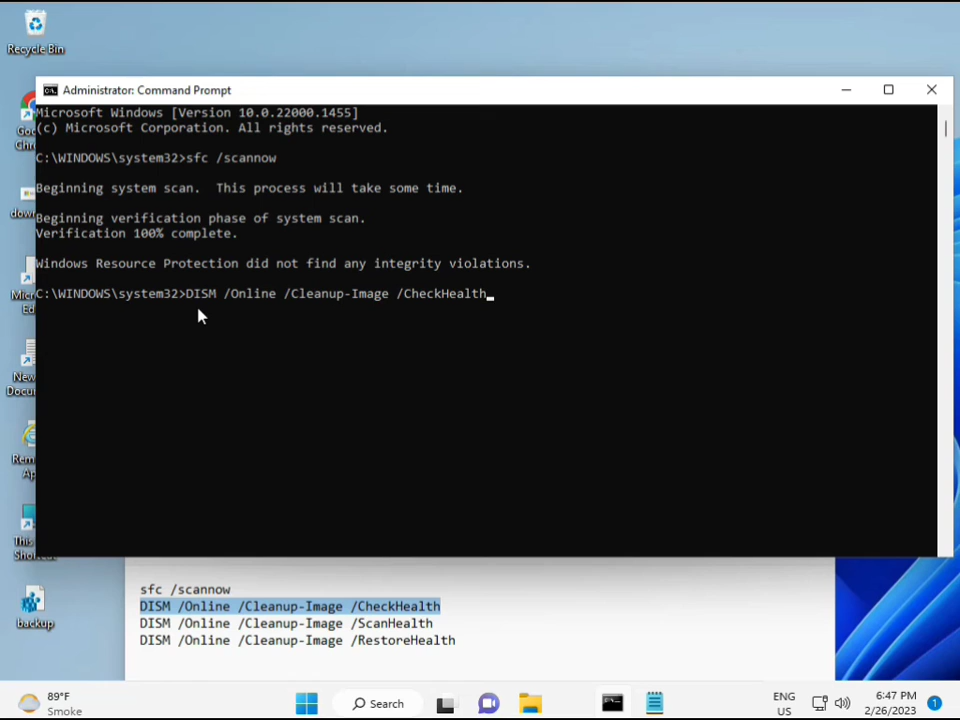 Recycle Bin
Administrator: Command Prompt
Microsoft Windows [Version 10.0.22000.1455]
(c) Microsoft Corporation. All rights reserved.
C:\WINDOWS\system32>sfc /scannow
Beginning system scan.  This process will take some time.
Beginning verification phase of system scan.
Verification 100% complete.
Windows Resource Protection did not find any integrity violations.
C:\WINDOWS\system32>DISM /Online /Cleanup-Image /CheckHealth
backup
sfc /scannow
DISM /Online /Cleanup-Image /CheckHealth
DISM /Online /Cleanup-Image /ScanHealth
DISM /Online /Cleanup-Image /RestoreHealth
89°F
Smoke
Search
ENG
US
6:47 PM
2/26/2023
1